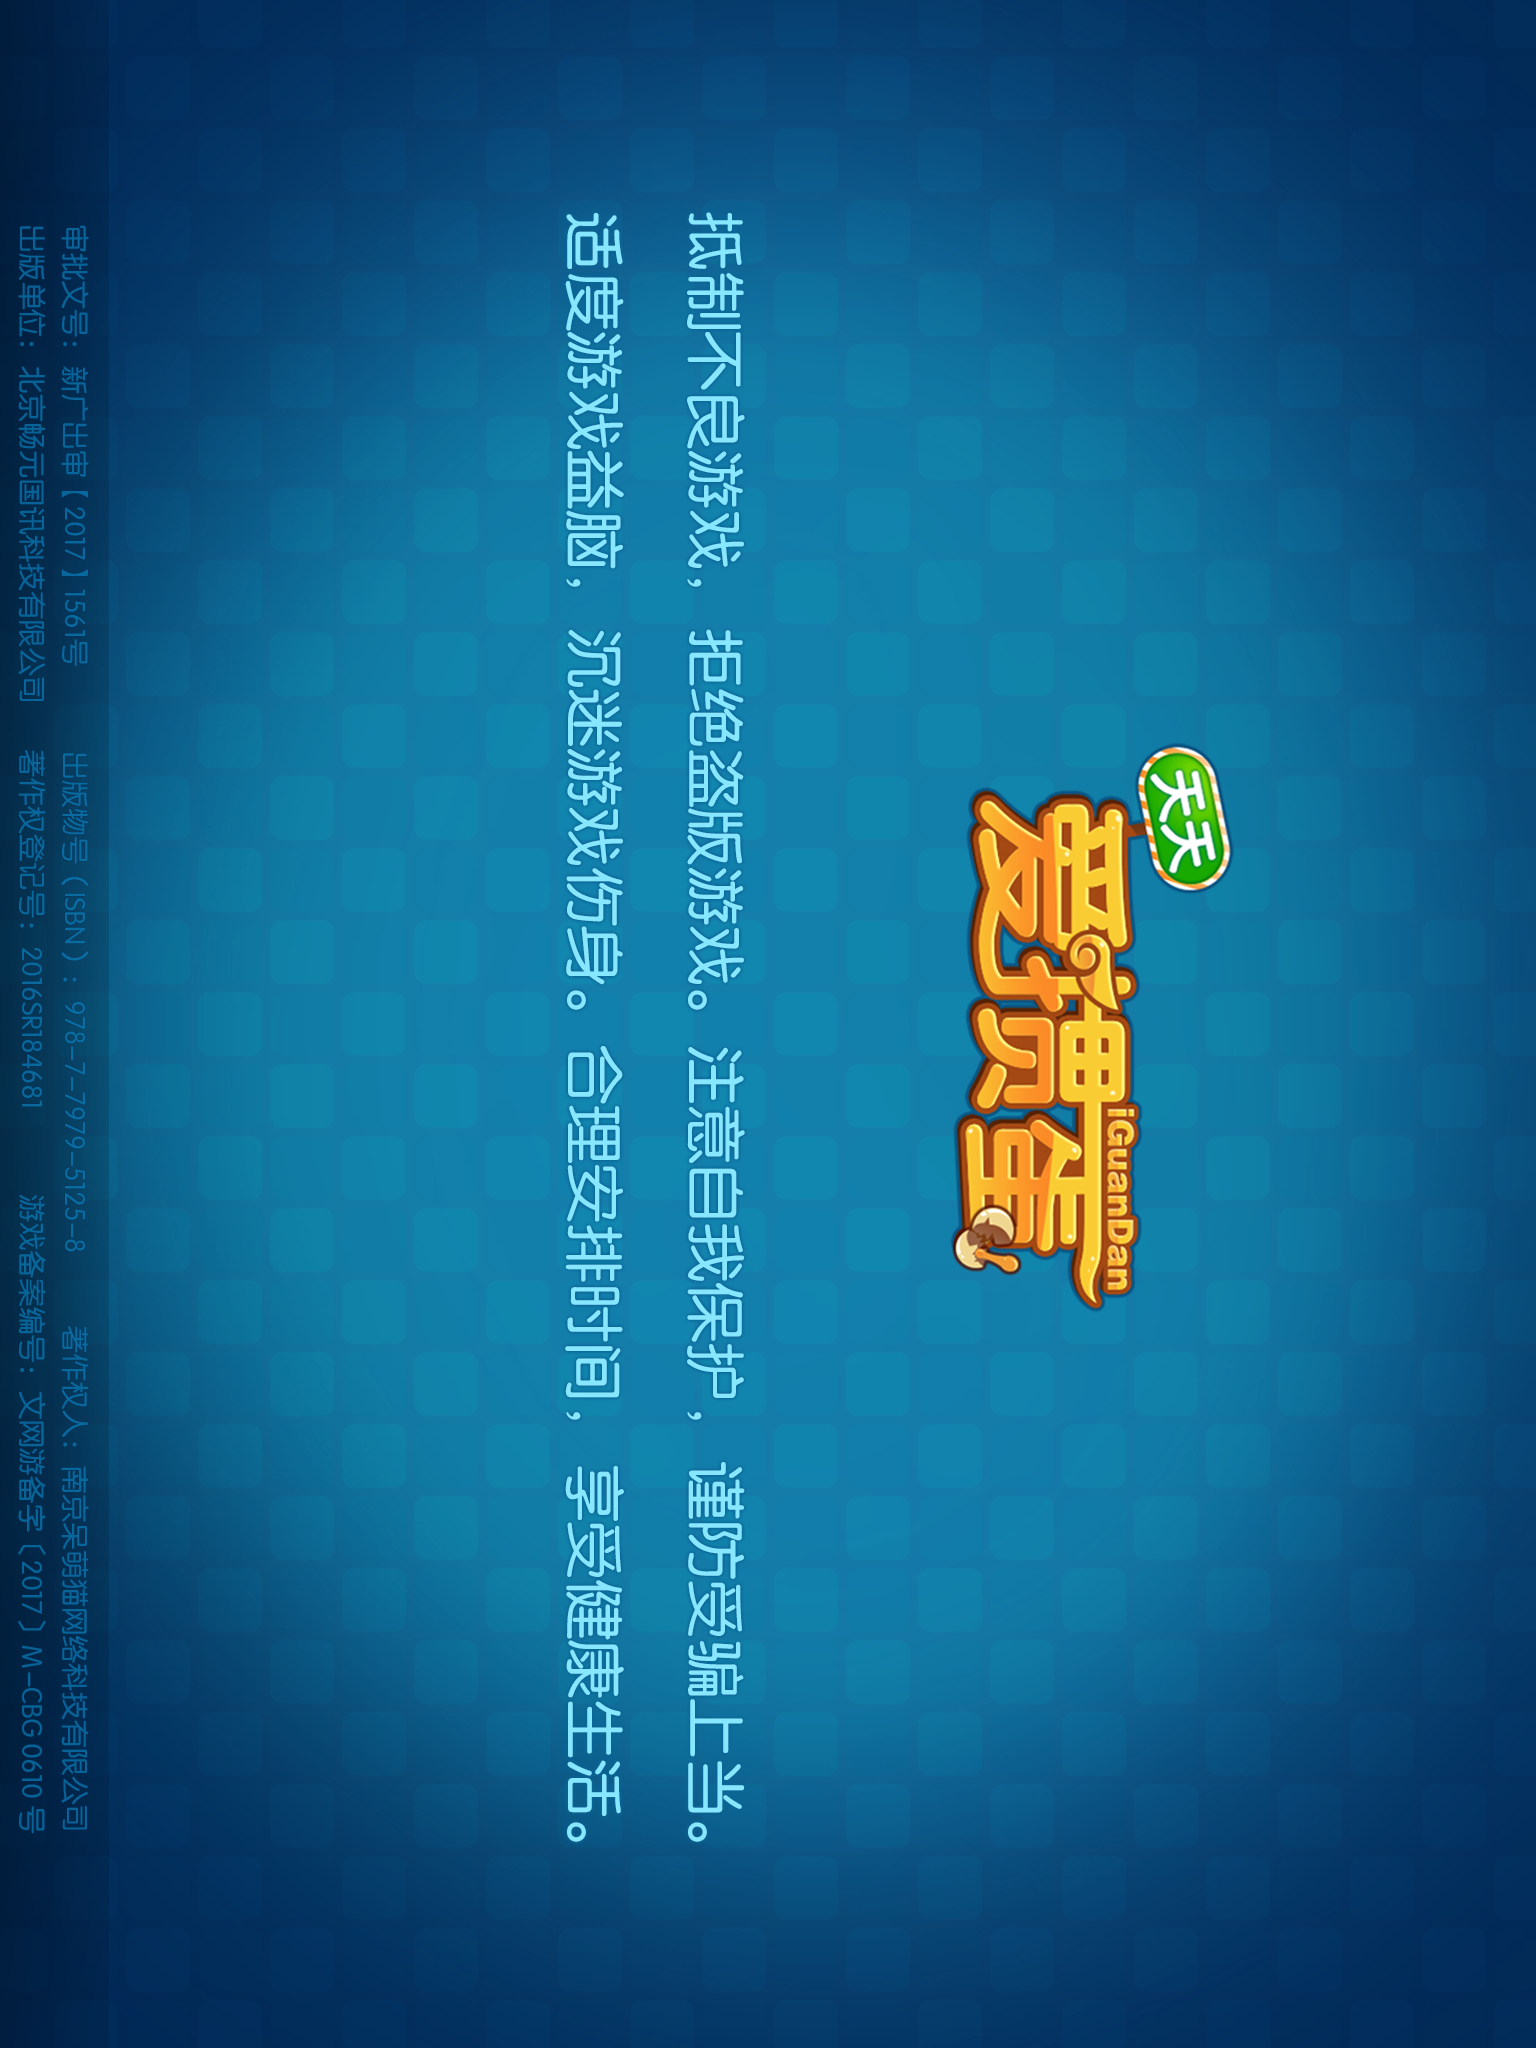 天天
爱掼蛋
iGuanDan
抵制不良游戏， 拒绝盗版游戏。 注意自我保护， 谨防受骗上当。
适度游戏益脑， 沉迷游戏伤身。 合理安排时间， 享受健康生活。
审批文号： 新广出审【2017】1561号 出版物号（ISBN）： 978-7-7979-5125-8 著作权人： 南京呆萌猫网络科技有限公司
出版单位： 北京畅元国讯科技有限公司 著作权登记号： 2016SR184681 游戏备案编号： 文网游备字〔2017〕M-CBG 0610 号